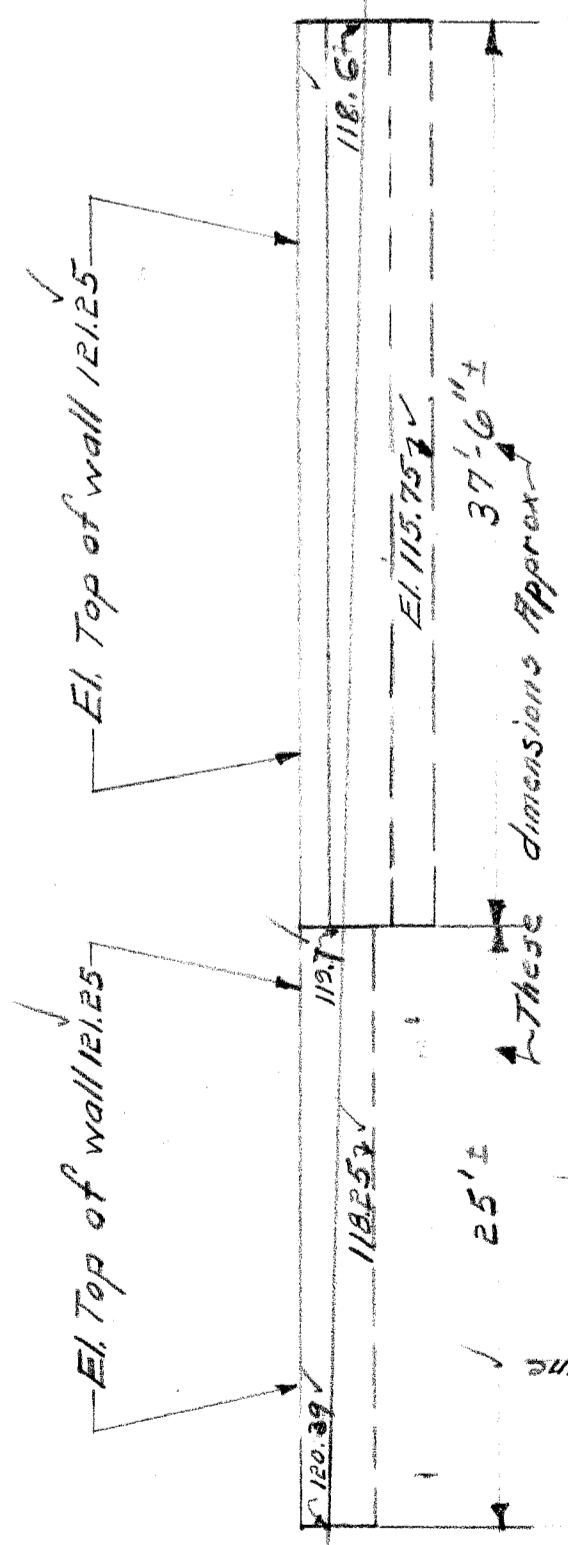 El. Top of wall 121.25
El. Top of wall 121.25
120.39
119.7
118.6
118.25
El. 115.75
25' ±
37'-6" ±
These dimensions Approx